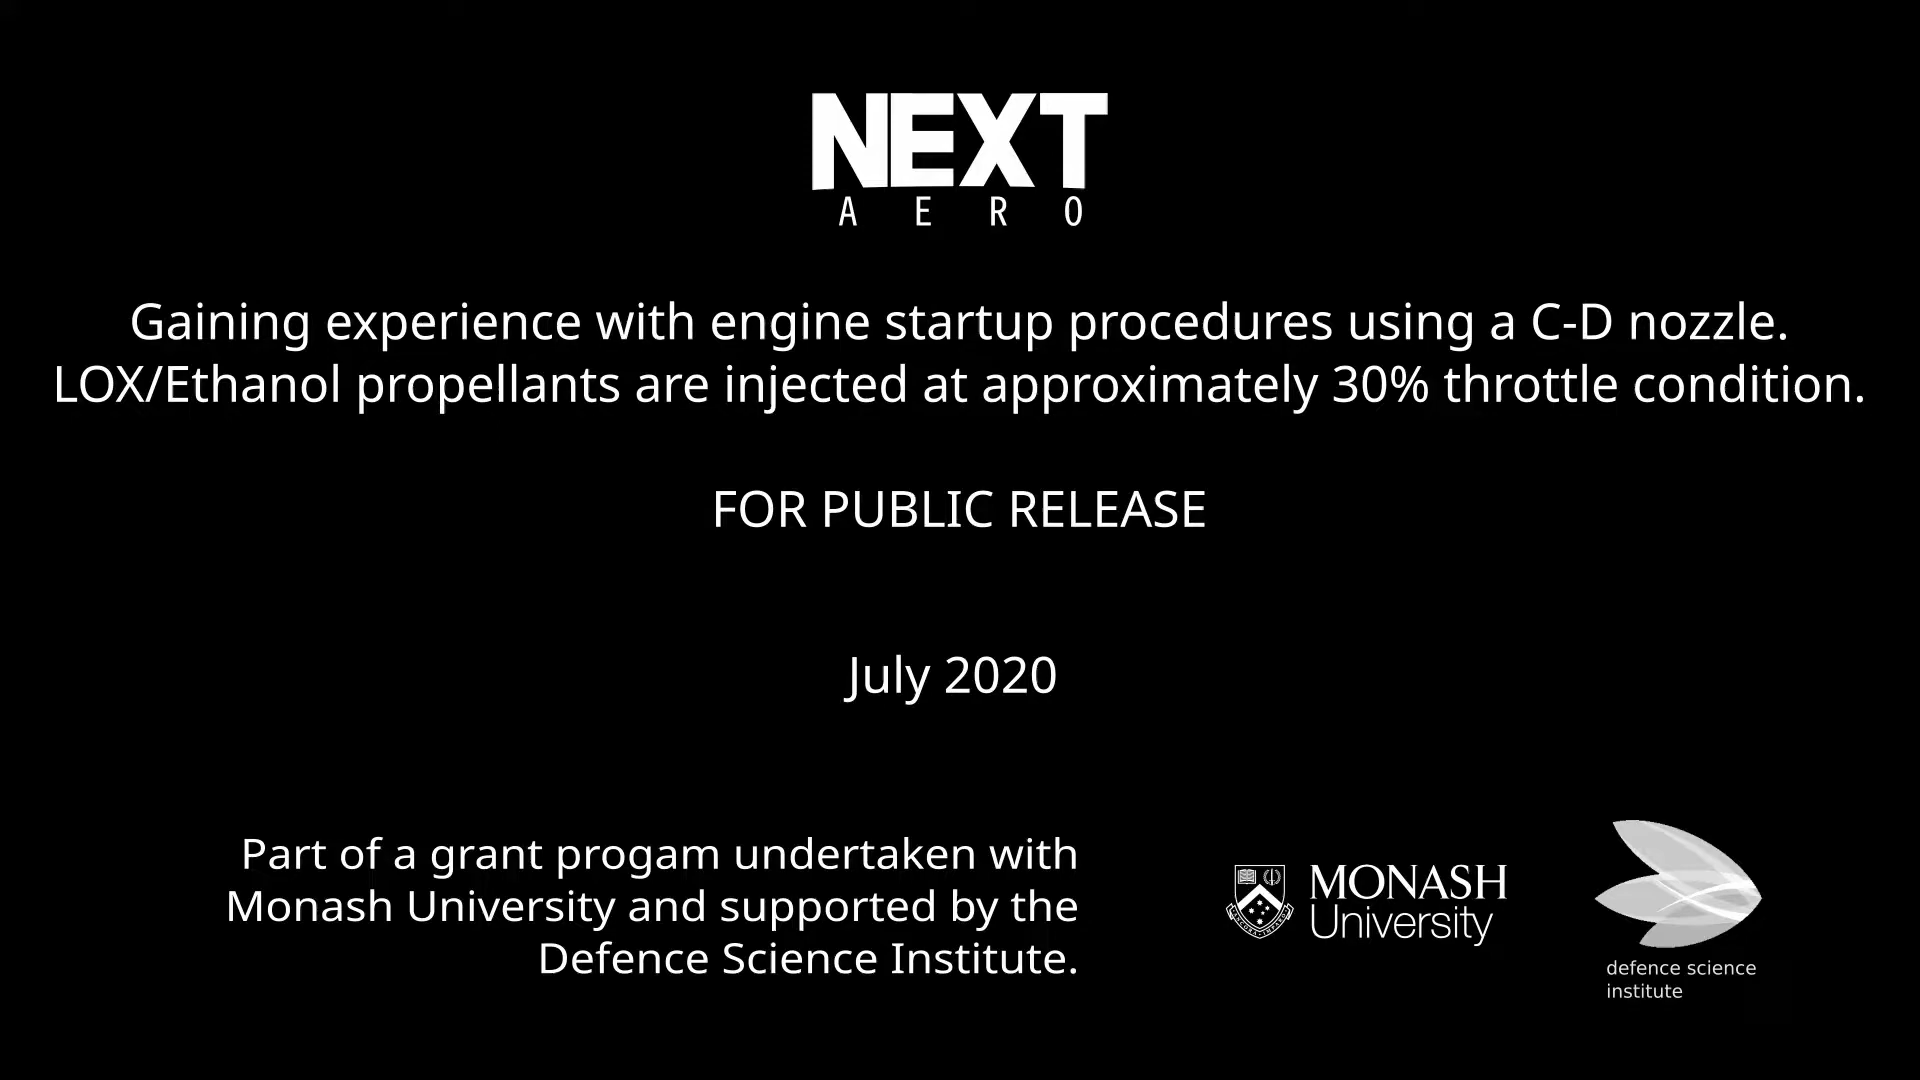 NEXT
AERO
Gaining experience with engine startup procedures using a C-D nozzle.
LOX/Ethanol propellants are injected at approximately 30% throttle condition.
FOR PUBLIC RELEASE
July 2020
Part of a grant progam undertaken with
Monash University and supported by the
Defence Science Institute.
MONASH
University
defence science
institute